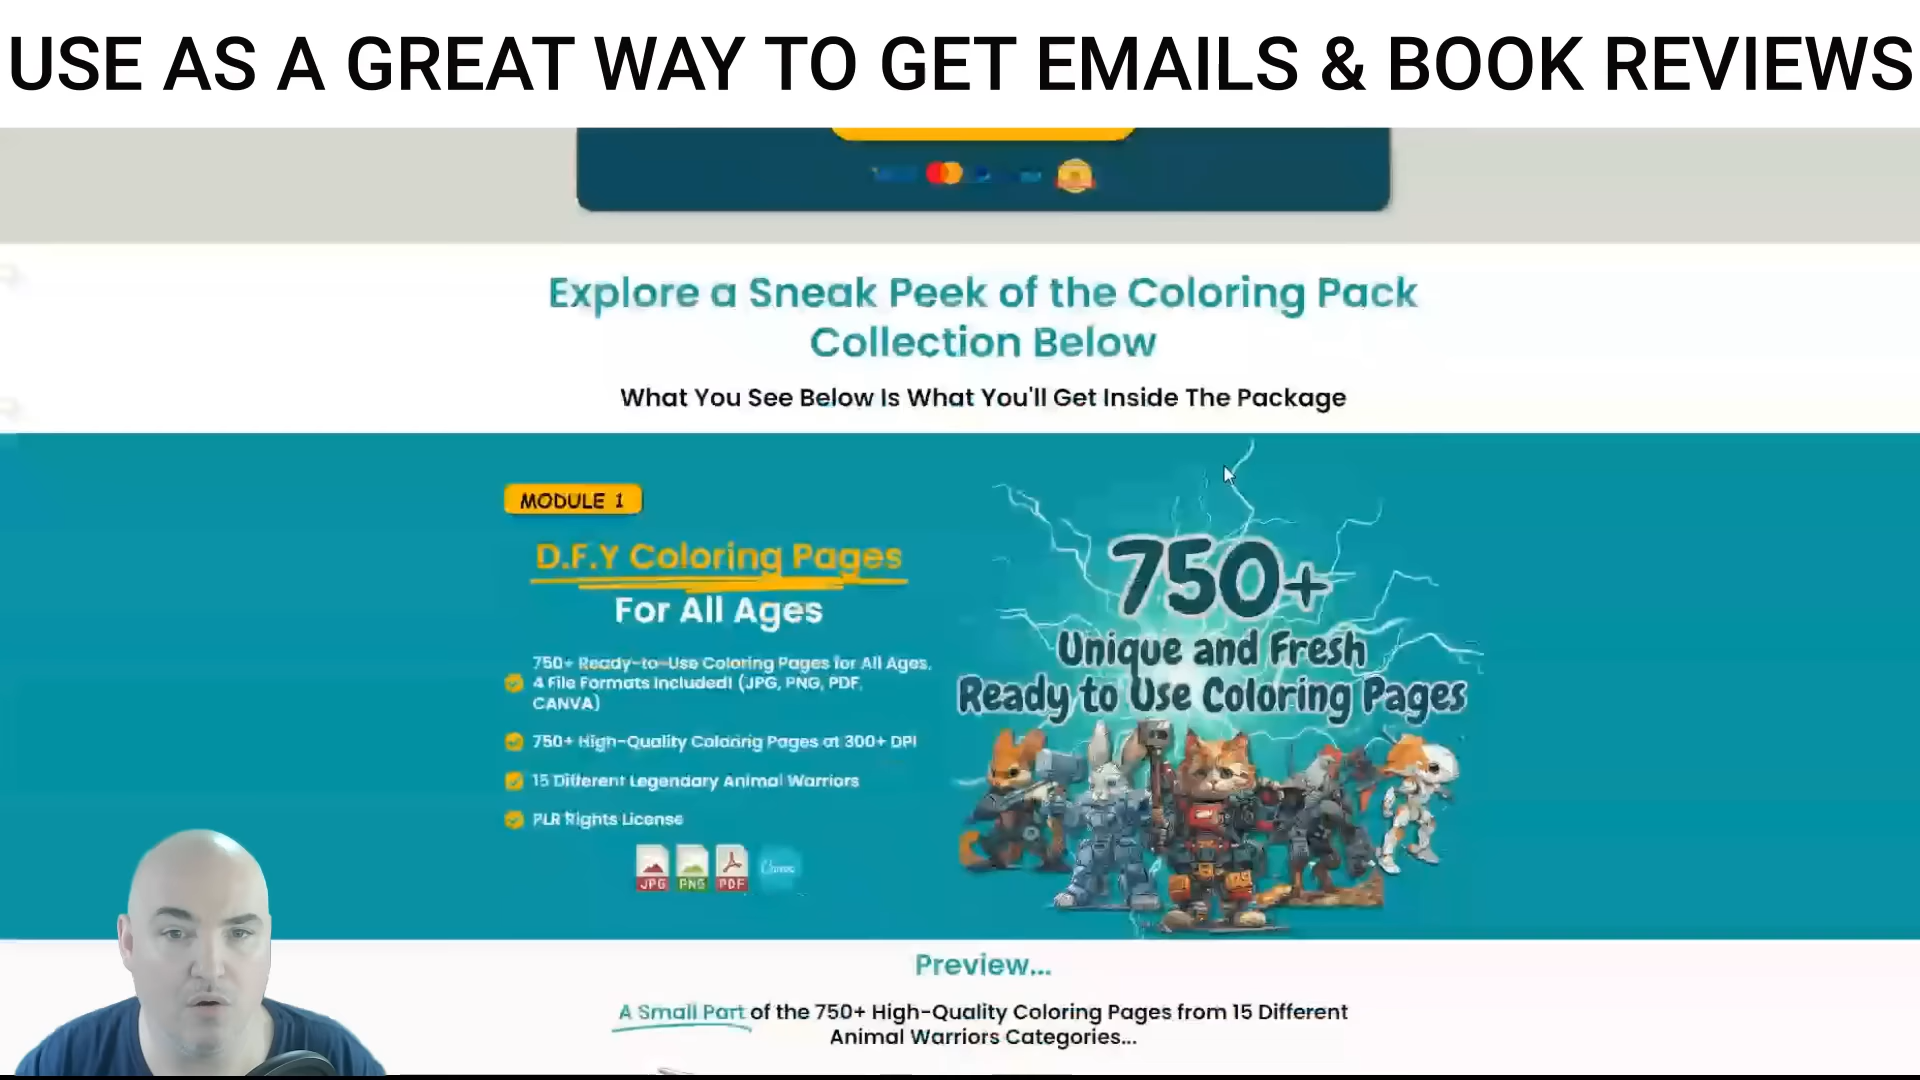 USE AS A GREAT WAY TO GET EMAILS & BOOK REVIEWS
Explore a Sneak Peek of the Coloring Pack
Collection Below
What You See Below Is What You'll Get Inside The Package
MODULE 1
D.F.Y Coloring Pages
For All Ages
750+ Ready-to-Use Coloring Pages for All Ages.
4 File Formats Included! (JPG, PNG, PDF,
CANVA)
750+ High-Quality Coloring Pages at 300+ DPI
15 Different Legendary Animal Warriors
PLR Rights License
JPG PNG PDF Canva
750+
Unique and Fresh
Ready to Use Coloring Pages
Preview...
A Small Part of the 750+ High-Quality Coloring Pages from 15 Different
Animal Warriors Categories...